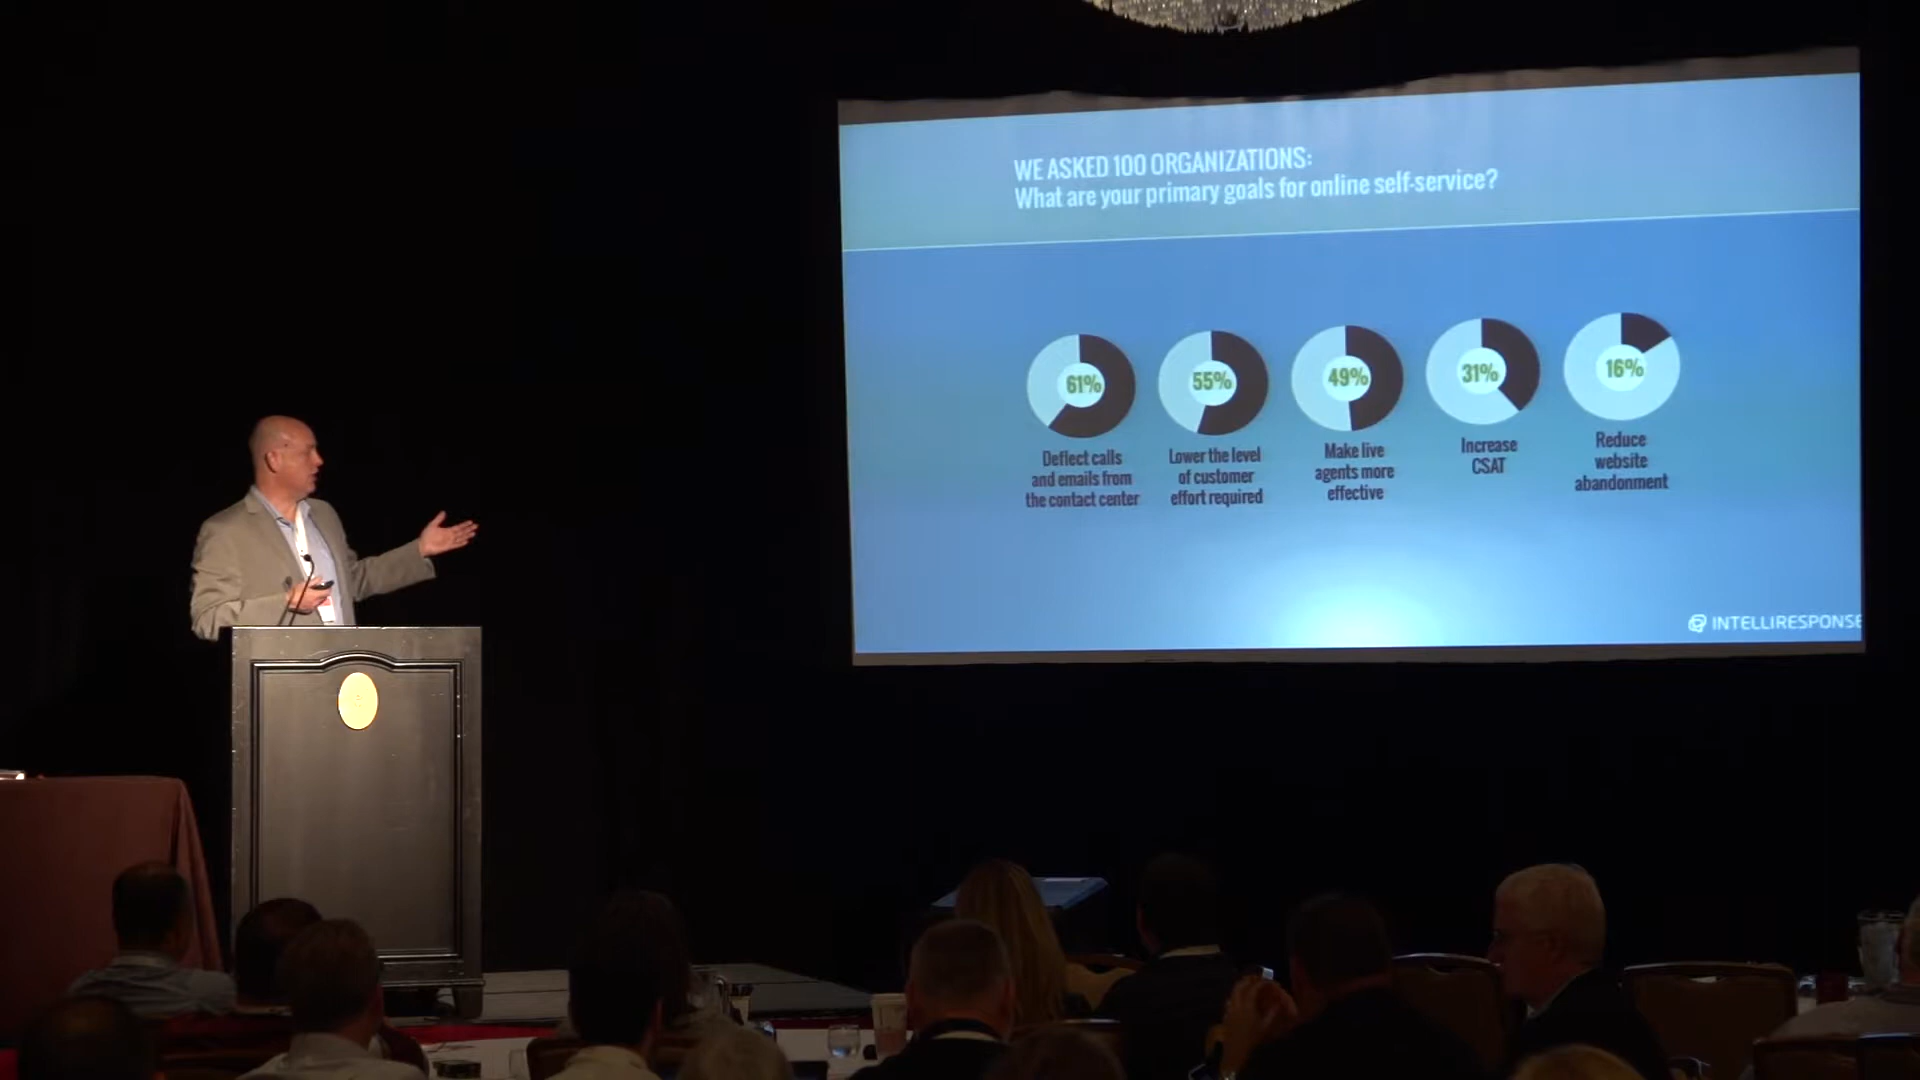 WE ASKED 100 ORGANIZATIONS:
What are your primary goals for online self-service?
61%
Deflect calls
and emails from
the contact center
55%
Lower the level
of customer
effort required
49%
Make live
agents more
effective
31%
Increase
CSAT
16%
Reduce
website
abandonment
INTELLIRESPONSE